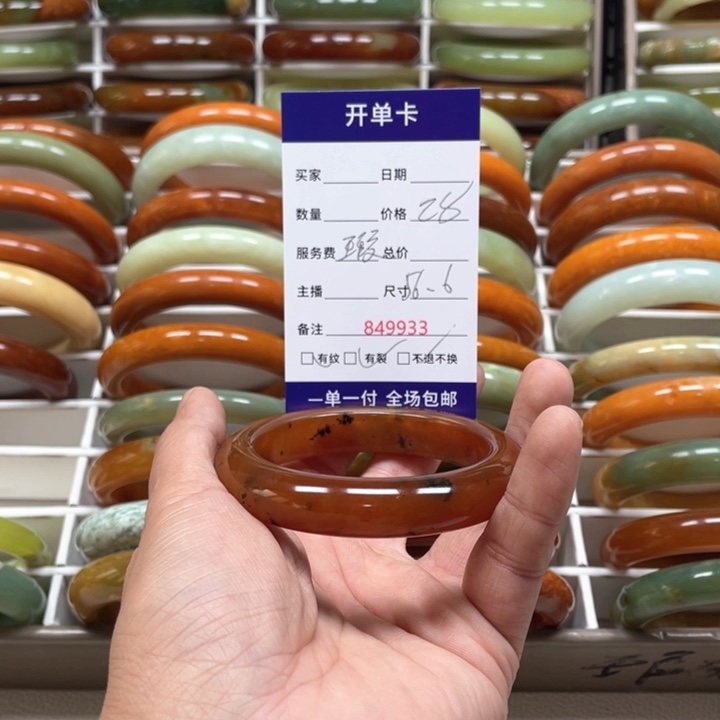 开单卡
买家 日期
数量 价格 28
服务费 瑕 总价
主播 尺寸 56-6
备注 849933
有纹 有裂 不退不换
一单一付 全场包邮